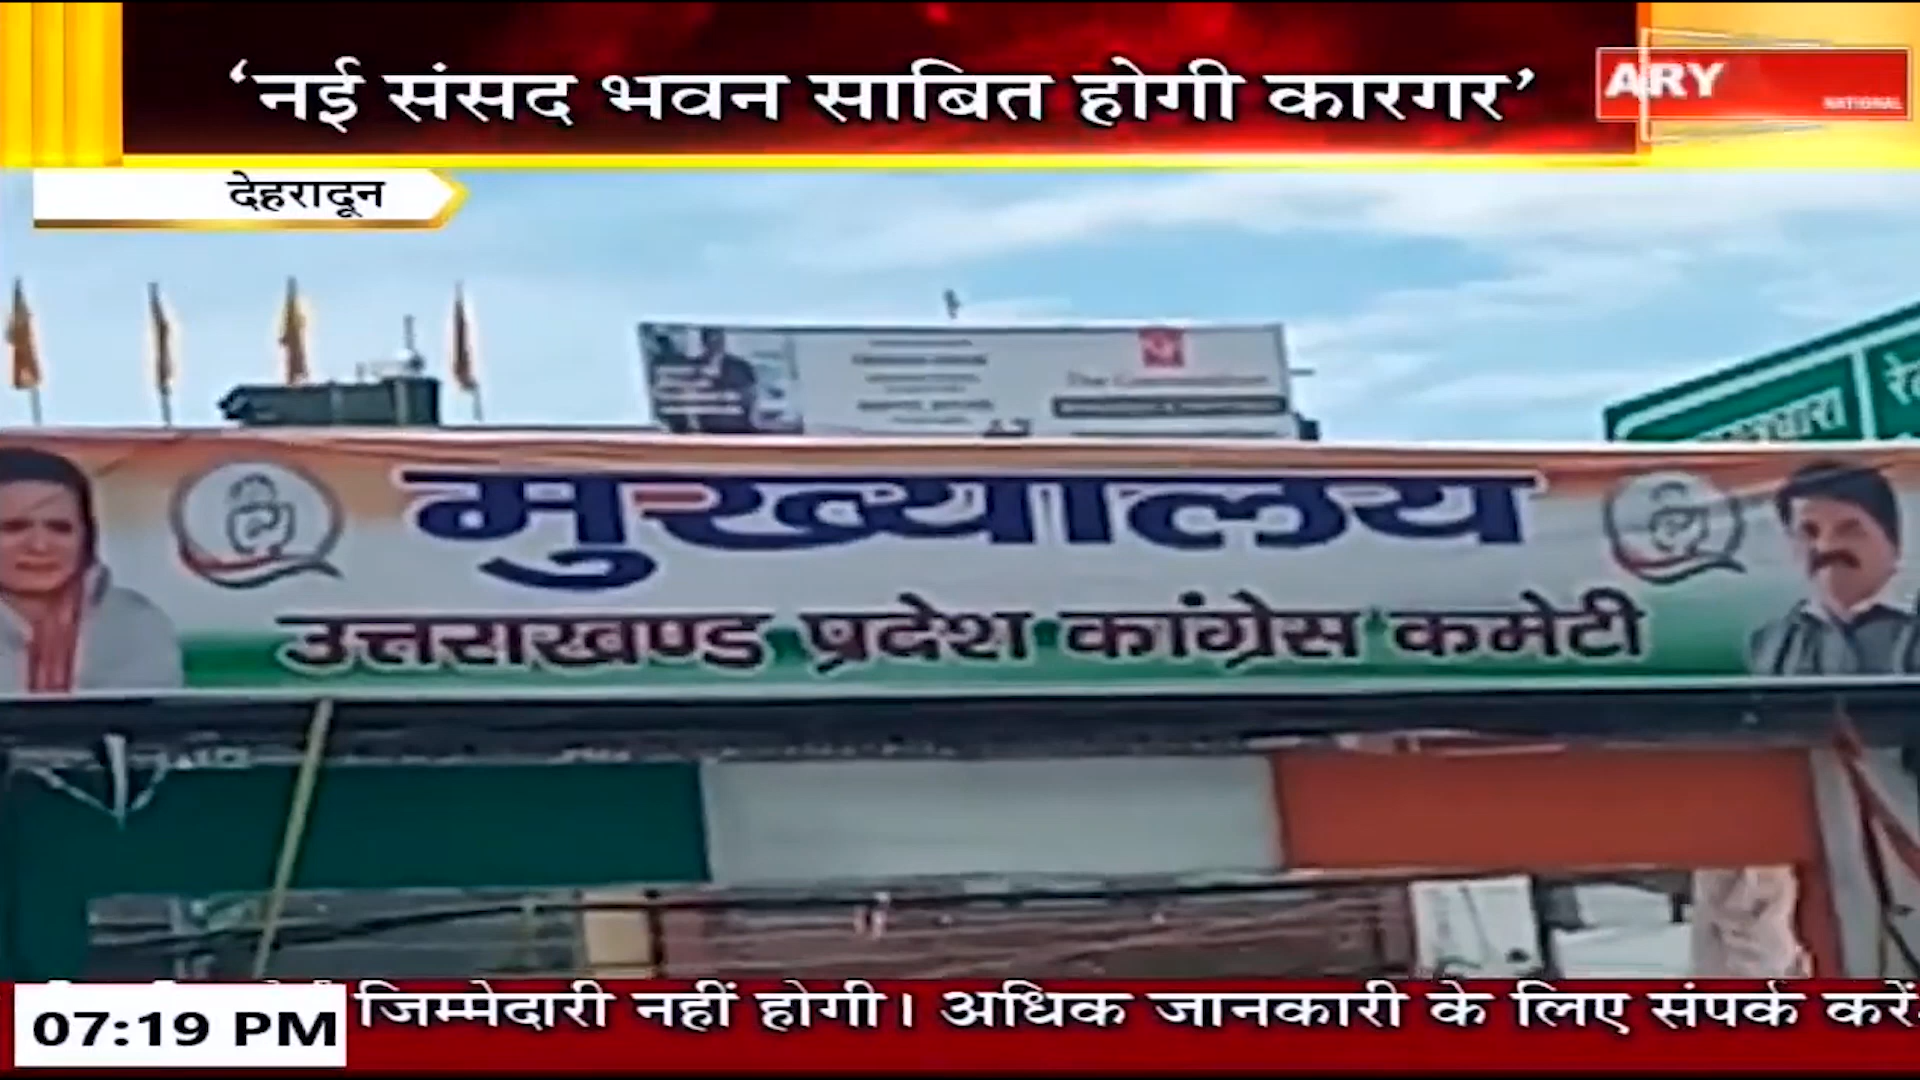 ‘नई संसद भवन साबित होगी कारगर’
ARY
NATIONAL
देहरादून
मुख्यालय
उत्तराखण्ड प्रदेश कांग्रेस कमेटी
07:19 PM
जिम्मेदारी नहीं होगी। अधिक जानकारी के लिए संपर्क करें